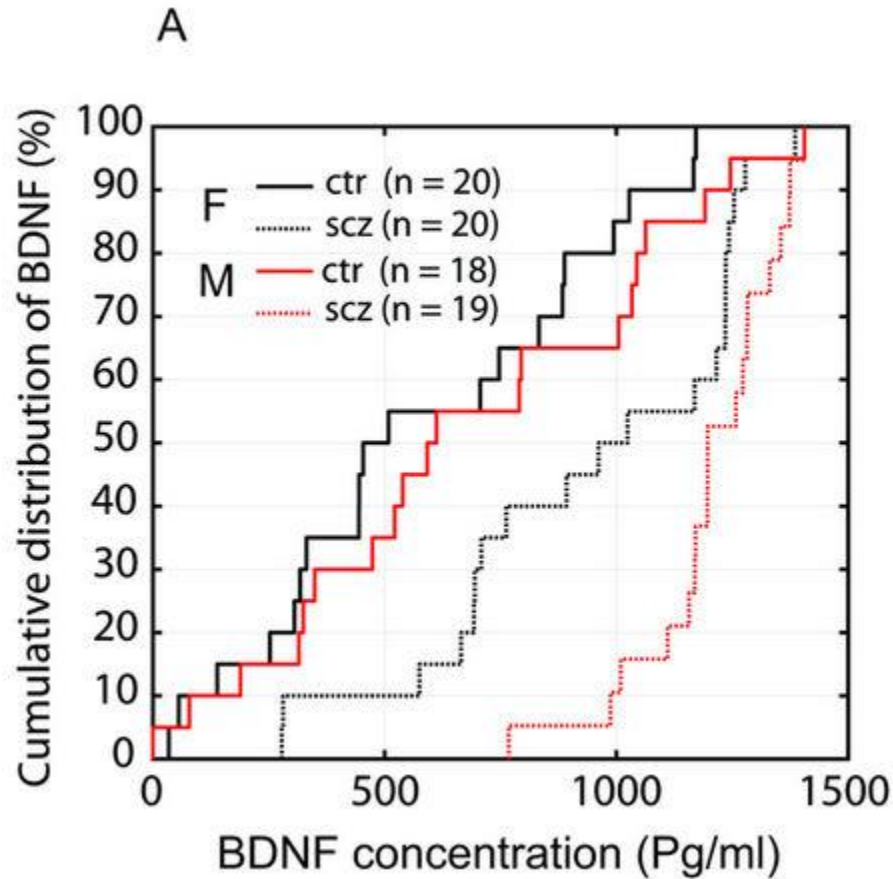 A
Cumulative distribution of BDNF (%)
100
90
80
70
60
50
40
30
20
10
0
F
ctr (n = 20)
scz (n = 20)
M
ctr (n = 18)
scz (n = 19)
0
500
1000
1500
BDNF concentration (Pg/ml)